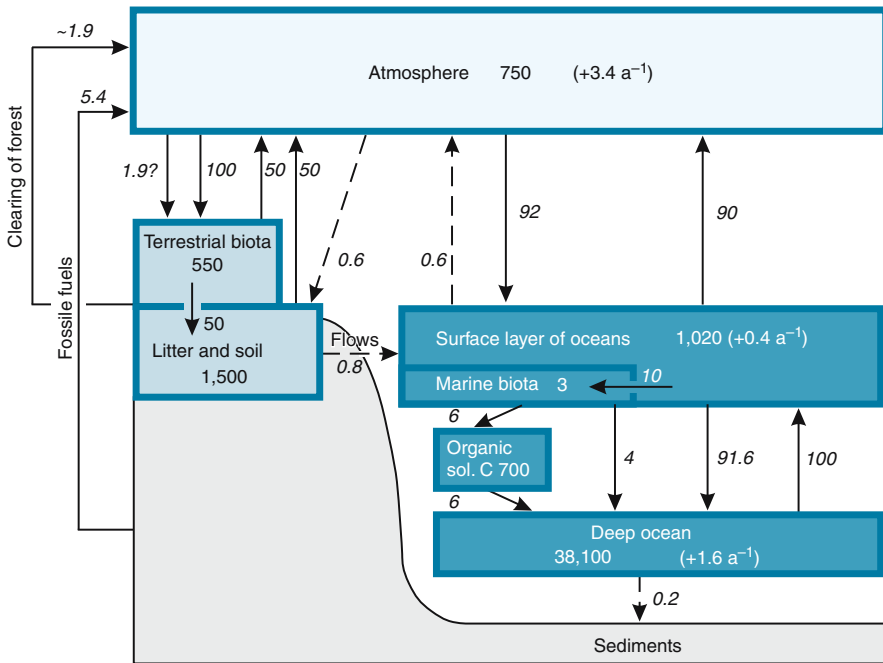 ~1.9
Atmosphere 750 (+3.4 a⁻¹)
5.4
Clearing of forest
Fossile fuels
1.9?
100
50
50
0.6
0.6
92
90
Terrestrial biota
550
50
Litter and soil
1,500
Flows
0.8
Surface layer of oceans 1,020 (+0.4 a⁻¹)
Marine biota 3
10
6
Organic
sol. C 700
6
4
91.6
100
Deep ocean
38,100 (+1.6 a⁻¹)
0.2
Sediments